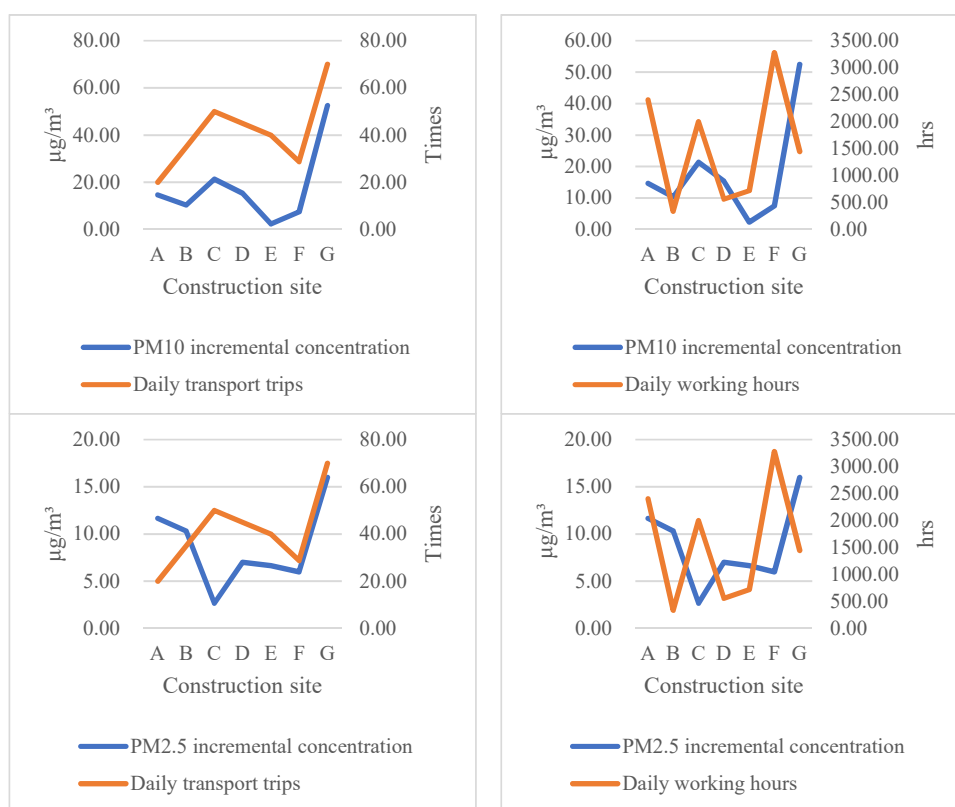 80.00
60.00
40.00
20.00
0.00
µg/m³
80.00
60.00
40.00
20.00
0.00
Times
A B C D E F G
Construction site
PM10 incremental concentration
Daily transport trips
60.00
50.00
40.00
30.00
20.00
10.00
0.00
µg/m³
3500.00
3000.00
2500.00
2000.00
1500.00
1000.00
500.00
0.00
hrs
A B C D E F G
Construction site
PM10 incremental concentration
Daily working hours
20.00
15.00
10.00
5.00
0.00
µg/m³
80.00
60.00
40.00
20.00
0.00
Times
A B C D E F G
Construction site
PM2.5 incremental concentration
Daily transport trips
20.00
15.00
10.00
5.00
0.00
µg/m³
3500.00
3000.00
2500.00
2000.00
1500.00
1000.00
500.00
0.00
hrs
A B C D E F G
Construction site
PM2.5 incremental concentration
Daily working hours